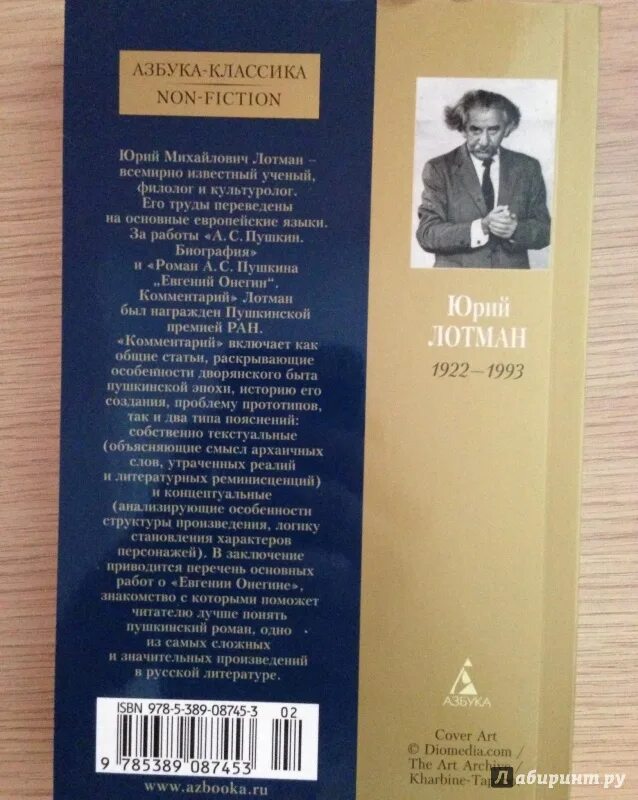 АЗБУКА-КЛАССИКА
NON-FICTION
Юрий Михайлович Лотман –
всемирно известный ученый,
филолог и культуролог.
Его труды переведены
на основные европейские языки.
За работы «А. С. Пушкин.
Биография»
и «Роман А. С. Пушкина
„Евгений Онегин“.
Комментарий» Лотман
был награжден Пушкинской
премией РАН.
«Комментарий» включает как
общие статьи, раскрывающие
особенности дворянского быта
пушкинской эпохи, историю его
создания, проблему прототипов,
так и два типа пояснений:
собственно текстуальные
(объясняющие смысл архаичных
слов, утраченных реалий
и литературных реминисценций)
и концептуальные
(анализирующие особенности
структуры произведения, логику
становления характеров
персонажей). В заключение
приводится перечень основных
работ о «Евгении Онегине»,
знакомство с которыми поможет
читателю лучше понять
пушкинский роман, одно
из самых сложных
и значительных произведений
в русской литературе.
ISBN 978-5-389-08745-3
02
9 785389 087453
www.azbooka.ru
Юрий
ЛОТМАН
1922–1993
АЗБУКА
Cover Art
© Diomedia.com /
The Art Archive /
Лабиринт.ру